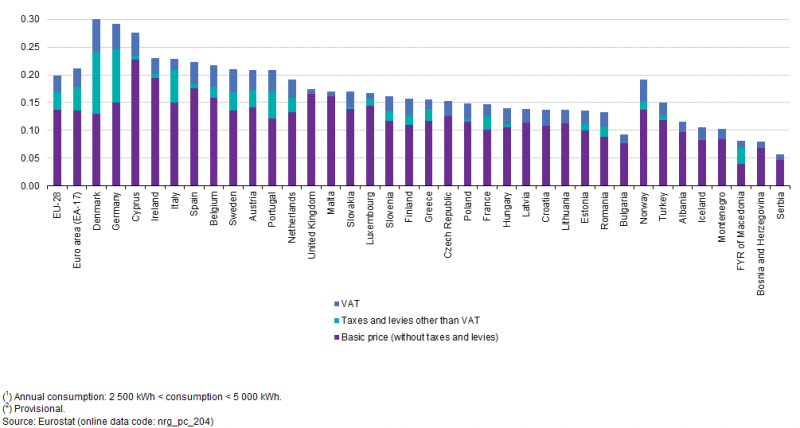 0.30
0.25
0.20
0.15
0.10
0.05
0.00
EU-28
Euro area (EA-17)
Denmark
Germany
Cyprus
Ireland
Italy
Spain
Belgium
Sweden
Austria
Portugal
Netherlands
United Kingdom
Malta
Slovakia
Luxembourg
Slovenia
Finland
Greece
Czech Republic
Poland
France
Hungary
Latvia
Croatia
Lithuania
Estonia
Romania
Bulgaria
Norway
Turkey
Albania
Iceland
Montenegro
FYR of Macedonia
Bosnia and Herzegovina
Serbia
VAT
Taxes and levies other than VAT
Basic price (without taxes and levies)
(¹) Annual consumption: 2 500 kWh < consumption < 5 000 kWh.
(²) Provisional.
Source: Eurostat (online data code: nrg_pc_204)